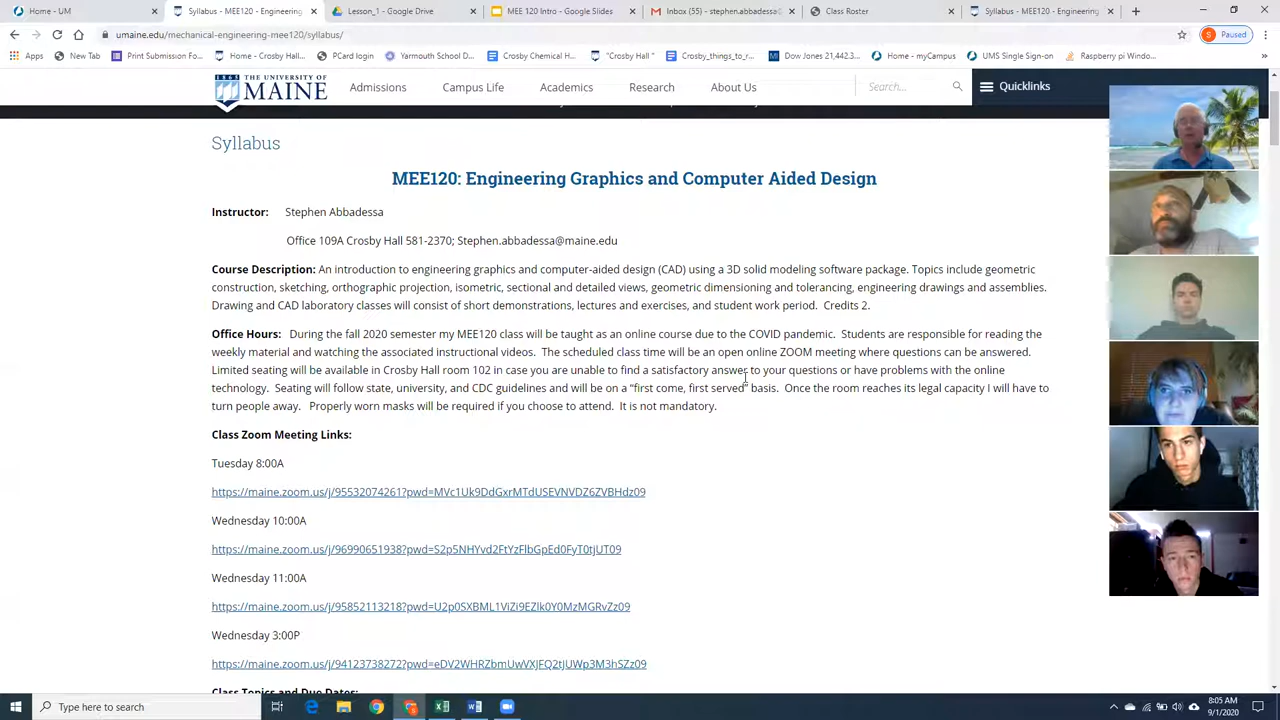 Home - UM
Syllabus - MEE120 - Engineering
Lesson_1 - Google Drive
MEE 120 Intro - Google Slides
Inbox (5) - stephen.abbadessa@
Class Roster
Syllabus - MEE120 - Engineering
umaine.edu/mechanical-engineering-mee120/syllabus/
Paused
Apps
New Tab
Print Submission Fo...
Home - Crosby Hall...
PCard login
Yarmouth School D...
"Crosby Hall "
Crosby Chemical H...
Crosby_things_to_r...
Dow Jones 21,442.3...
Home - myCampus
UMS Single Sign-on
Raspberry pi Windo...
1865 THE UNIVERSITY OF
MAINE
Admissions
Campus Life
Academics
Research
About Us
Search...
Quicklinks
Syllabus
MEE120: Engineering Graphics and Computer Aided Design
Instructor: Stephen Abbadessa
Office 109A Crosby Hall 581-2370; Stephen.abbadessa@maine.edu
Course Description: An introduction to engineering graphics and computer-aided design (CAD) using a 3D solid modeling software package. Topics include geometric
construction, sketching, orthographic projection, isometric, sectional and detailed views, geometric dimensioning and tolerancing, engineering drawings and assemblies.
Drawing and CAD laboratory classes will consist of short demonstrations, lectures and exercises, and student work period. Credits 2.
Office Hours: During the fall 2020 semester my MEE120 class will be taught as an online course due to the COVID pandemic. Students are responsible for reading the
weekly material and watching the associated instructional videos. The scheduled class time will be an open online ZOOM meeting where questions can be answered.
Limited seating will be available in Crosby Hall room 102 in case you are unable to find a satisfactory answer to your questions or have problems with the online
technology. Seating will follow state, university, and CDC guidelines and will be on a "first come, first served" basis. Once the room reaches its legal capacity I will have to
turn people away. Properly worn masks will be required if you choose to attend. It is not mandatory.
Class Zoom Meeting Links:
Tuesday 8:00A
https://maine.zoom.us/j/95532074261?pwd=MVc1Uk9DdGxrMTdUSEVNVDZ6ZVBHdz09
Wednesday 10:00A
https://maine.zoom.us/j/96990651938?pwd=S2p5NHYvd2FtYzFlbGpEd0FyT0tjUT09
Wednesday 11:00A
https://maine.zoom.us/j/95852113218?pwd=U2p0SXBML1ViZi9EZlk0Y0MzMGRvZz09
Wednesday 3:00P
https://maine.zoom.us/j/94123738272?pwd=eDV2WHRZbmUwVXJFQ2tJUWp3M3hSZz09
Class Topics and Due Dates:
Type here to search
8:05 AM
9/1/2020